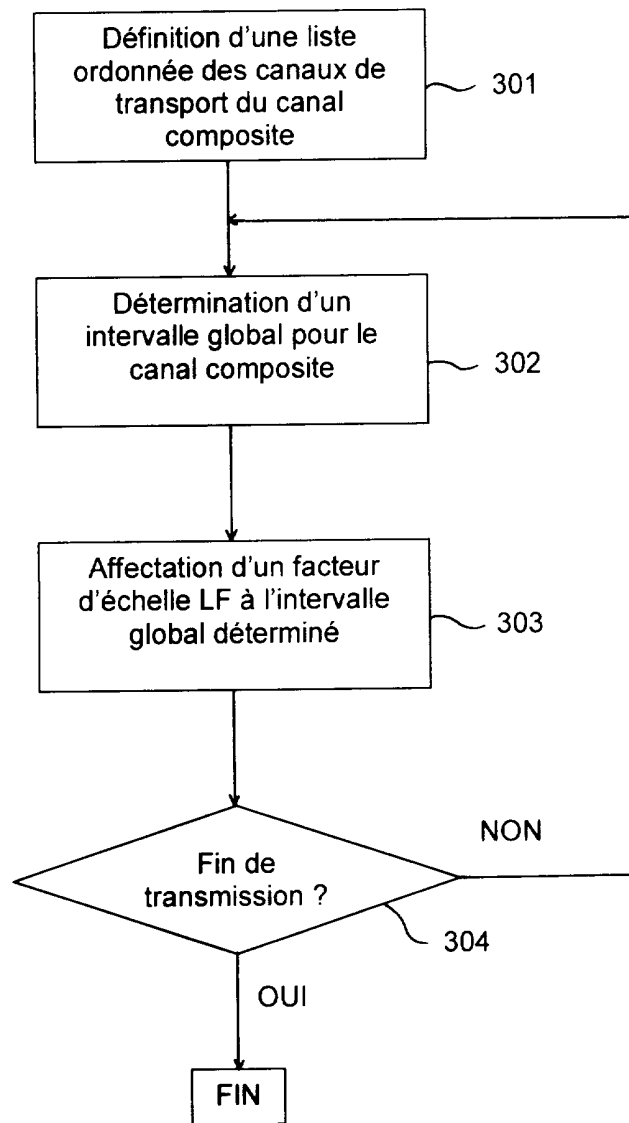 Définition d'une liste
ordonnée des canaux de
transport du canal
composite
301
Détermination d'un
intervalle global pour le
canal composite
302
Affectation d'un facteur
d'échelle LF à l'intervalle
global déterminé
303
NON
Fin de
transmission ?
304
OUI
FIN